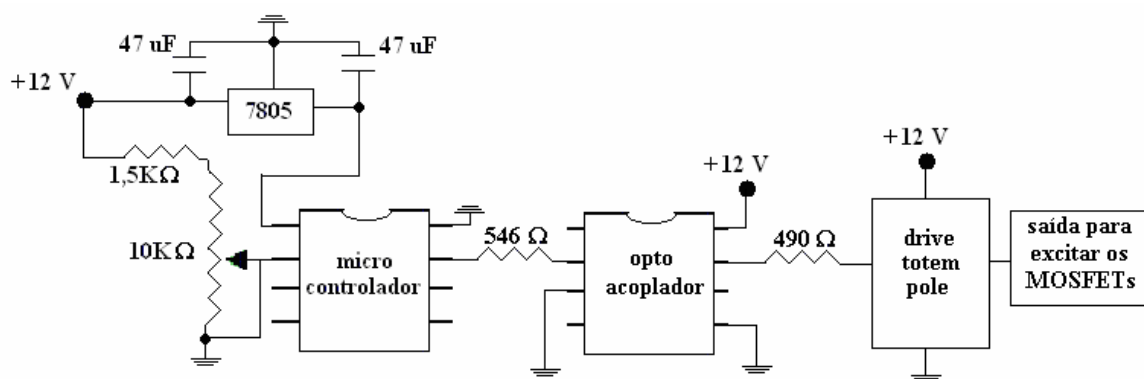 47 uF
47 uF
+12 V
7805
1,5KΩ
+12 V
+12 V
10KΩ
micro
controlador
546 Ω
opto
acoplador
490 Ω
drive
totem
pole
saída para
excitar os
MOSFETs